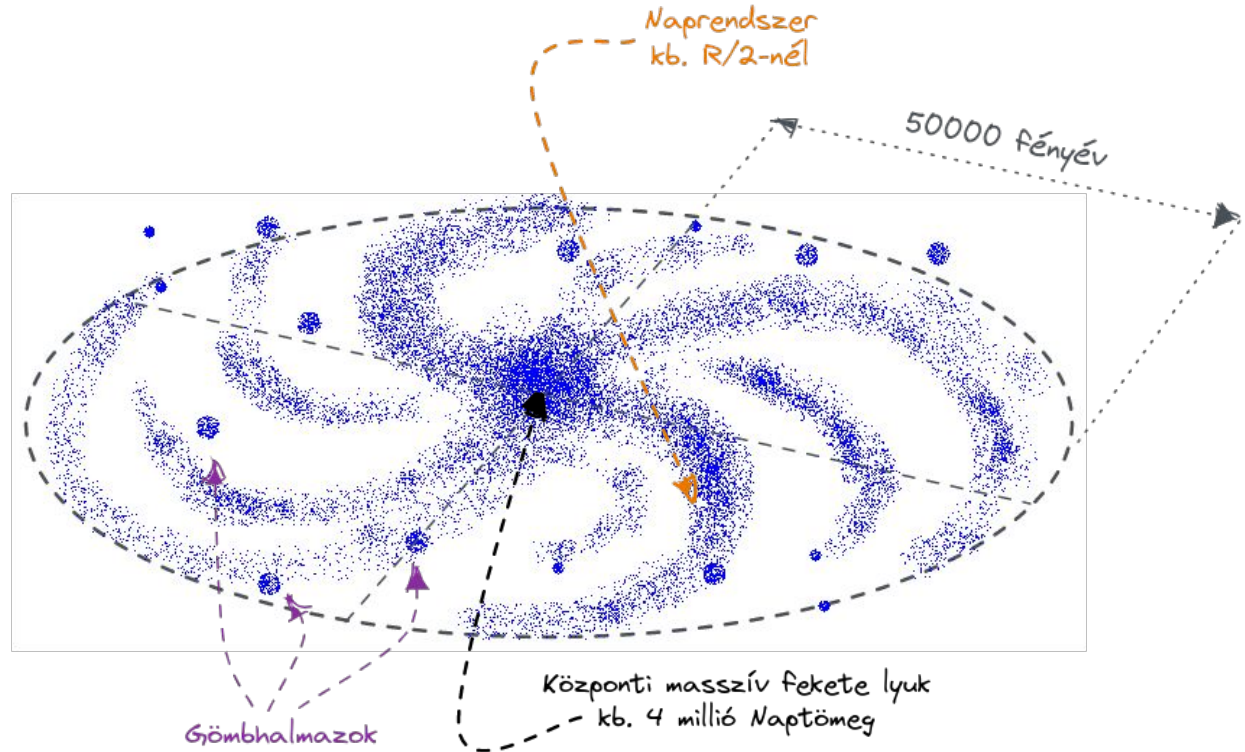 Naprendszer
kb. R/2-nél
50000 fényév
Központi masszív fekete lyuk
kb. 4 millió Naptömeg
Gömbhalmazok